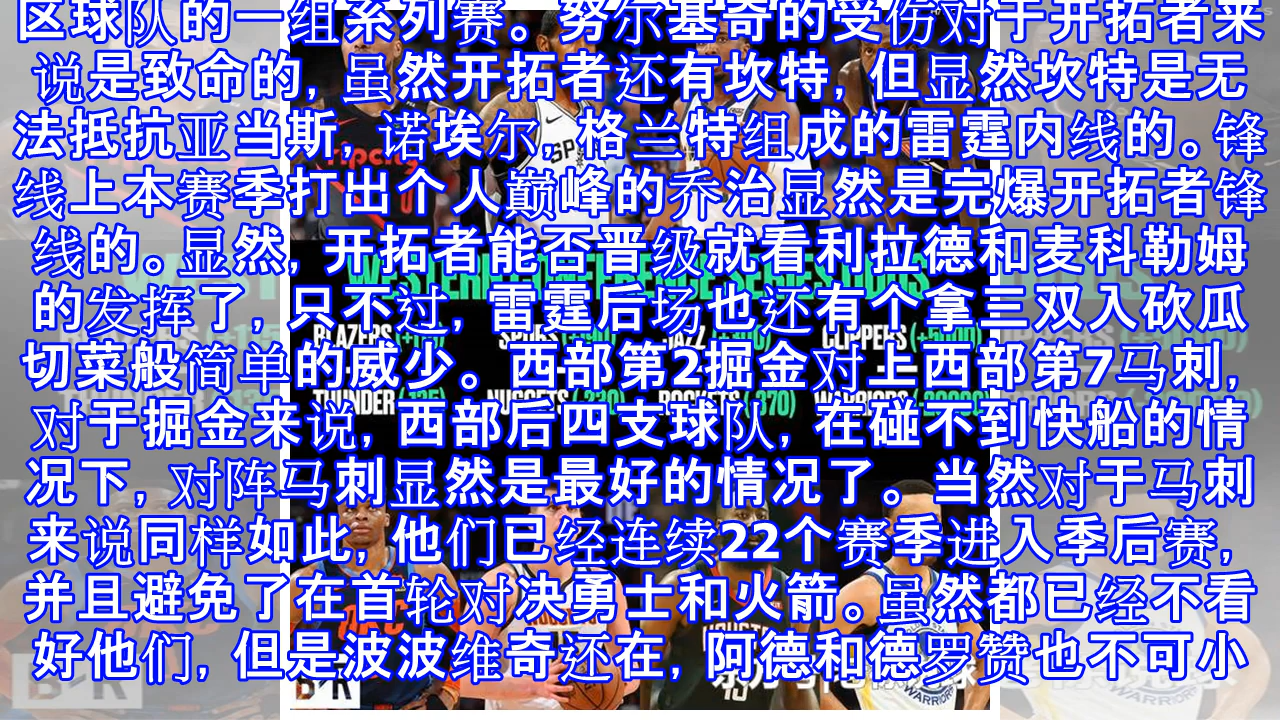 区球队的一组系列赛。努尔基奇的受伤对于开拓者来
说是致命的, 虽然开拓者还有坎特, 但显然坎特是无
法抵抗亚当斯, 诺埃尔, 格兰特组成的雷霆内线的。锋
线上本赛季打出个人巅峰的乔治显然是完爆开拓者锋
线的。显然, 开拓者能否晋级就看利拉德和麦科勒姆
的发挥了, 只不过, 雷霆后场也还有个拿三双入砍瓜
切菜般简单的威少。西部第2掘金对上西部第7马刺,
对于掘金来说, 西部后四支球队, 在碰不到快船的情
况下, 对阵马刺显然是最好的情况了。当然对于马刺
来说同样如此, 他们已经连续22个赛季进入季后赛,
并且避免了在首轮对决勇士和火箭。虽然都已经不看
好他们, 但是波波维奇还在, 阿德和德罗赞也不可小
WESTERN CONFERENCE SERIES ODDS
BLAZERS
SPURS
JAZZ
CLIPPERS
THUNDER
NUGGETS
ROCKETS
WARRIORS
B R